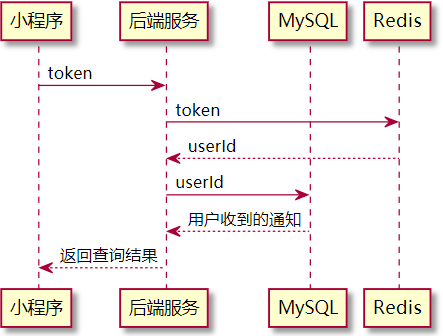 小程序 后端服务 MySQL Redis
token
token
userId
userId
用户收到的通知
返回查询结果
小程序 后端服务 MySQL Redis